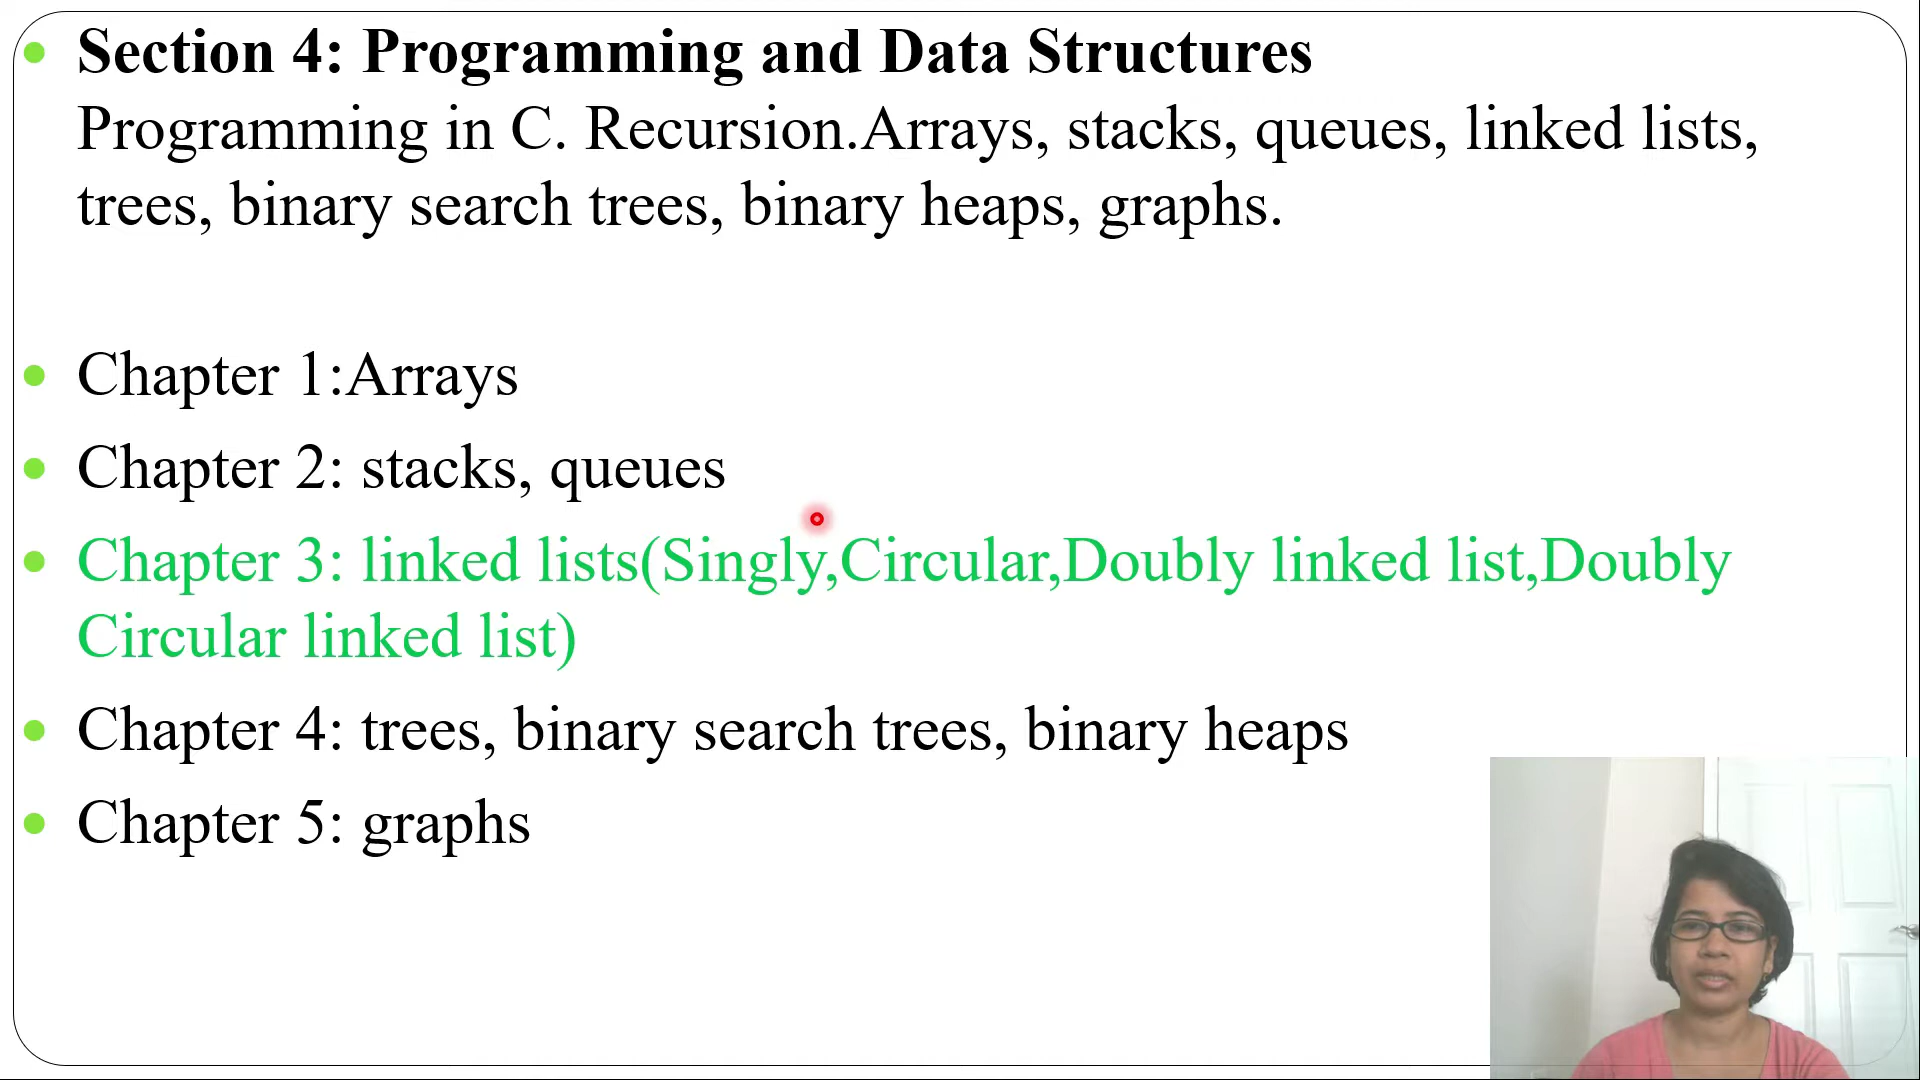 Section 4: Programming and Data Structures
Programming in C. Recursion.Arrays, stacks, queues, linked lists,
trees, binary search trees, binary heaps, graphs.
Chapter 1:Arrays
Chapter 2: stacks, queues
Chapter 3: linked lists(Singly,Circular,Doubly linked list,Doubly
Circular linked list)
Chapter 4: trees, binary search trees, binary heaps
Chapter 5: graphs